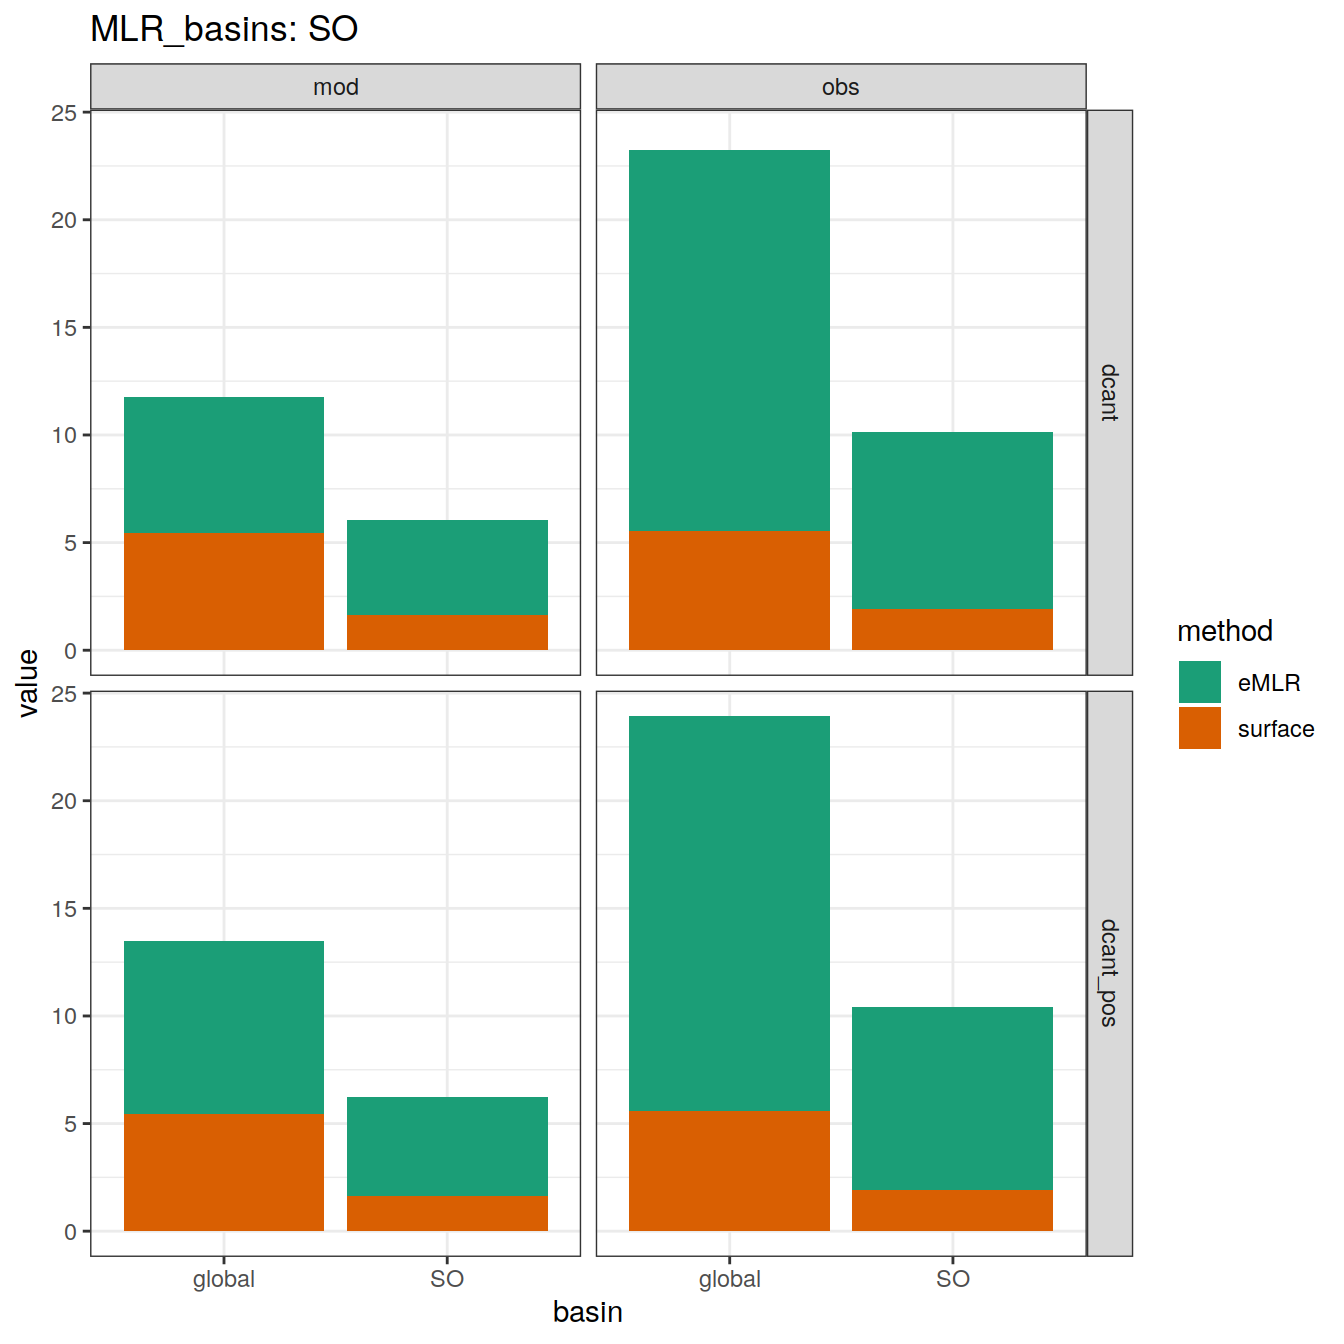 MLR_basins: SO
mod
obs
25
20
15
10
5
0
dcant
25
20
15
10
5
0
dcant_pos
value
global
SO
global
SO
basin
method
eMLR
surface